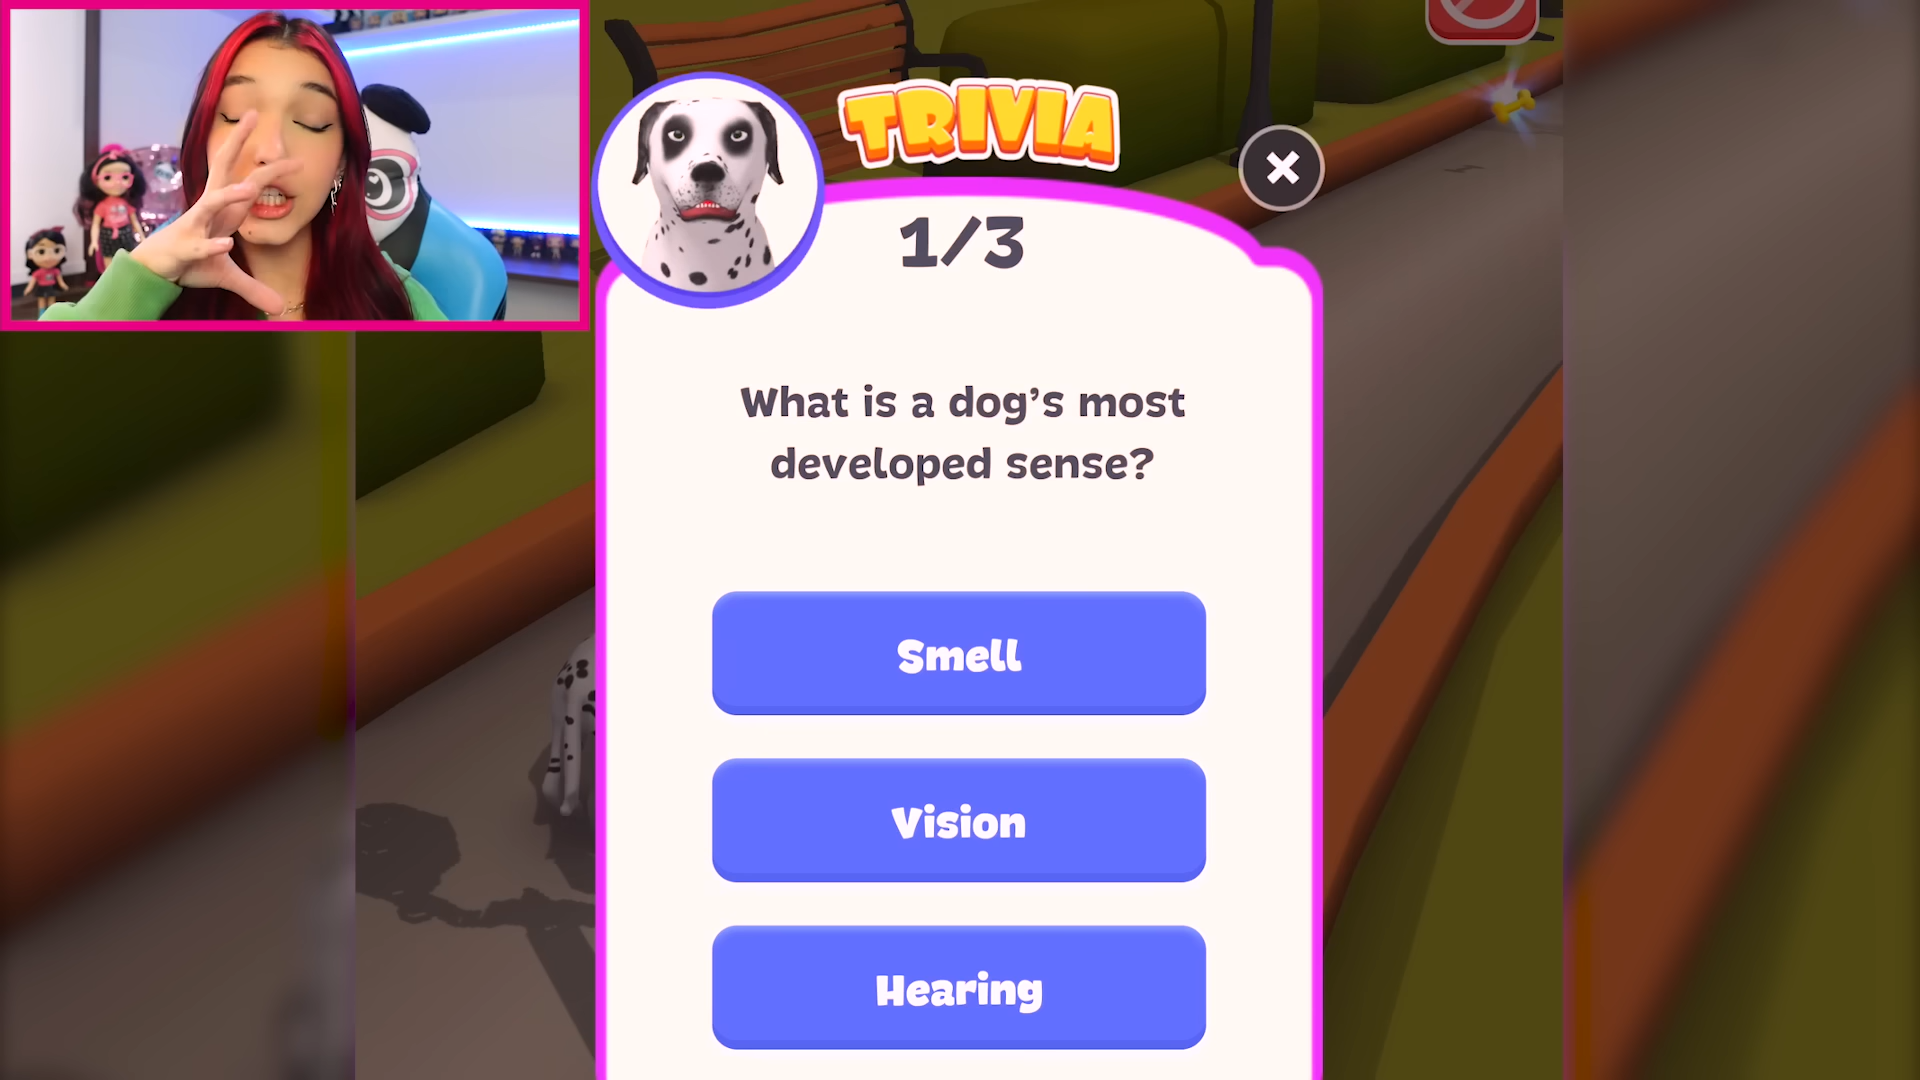 TRIVIA
1/3
What is a dog’s most
developed sense?
Smell
Vision
Hearing